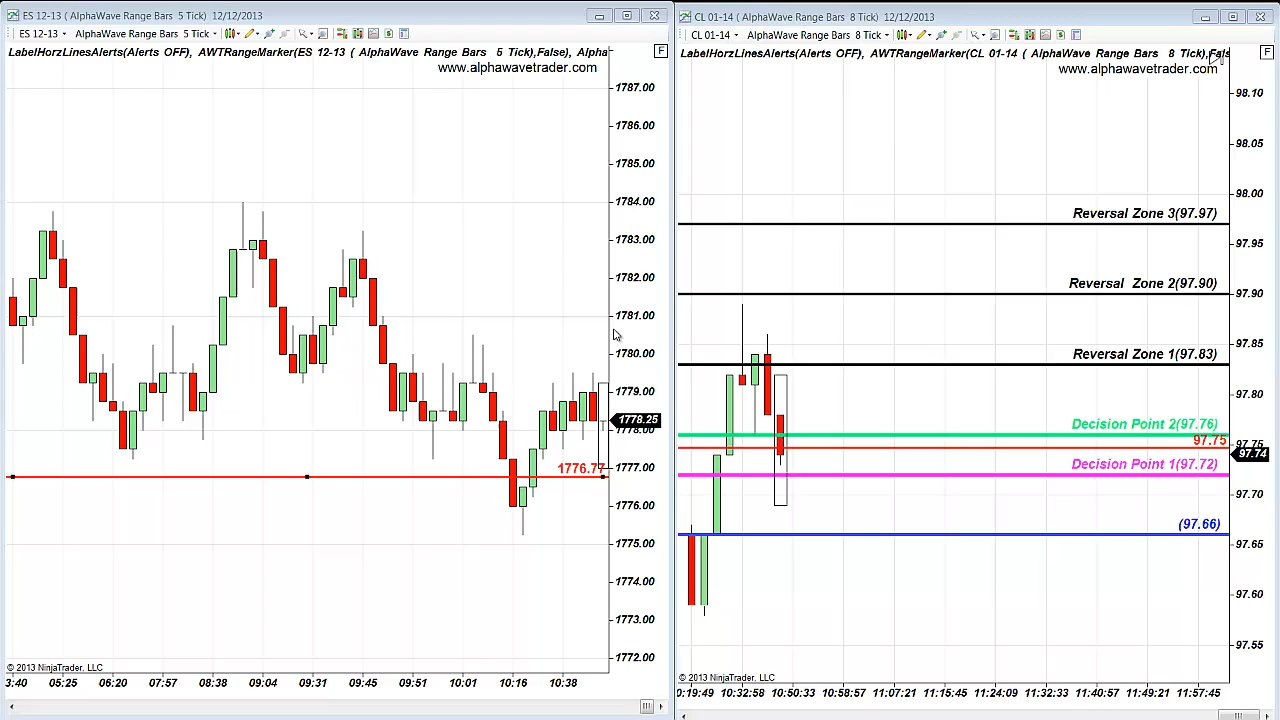 ES 12-13 ( AlphaWave Range Bars 5 Tick) 12/12/2013
ES 12-13 AlphaWave Range Bars 5 Tick
LabelHorzLinesAlerts(Alerts OFF), AWTRangeMarker(ES 12-13 ( AlphaWave Range Bars 5 Tick),False), Alpha
F
www.alphawavetrader.com
1787.00
1786.00
1785.00
1784.00
1783.00
1782.00
1781.00
1780.00
1779.00
1778.25
1778.00
1776.77
1777.00
1776.00
1775.00
1774.00
1773.00
1772.00
© 2013 NinjaTrader, LLC
3:40 05:25 06:20 07:57 08:38 09:04 09:31 09:45 09:51 10:01 10:16 10:38
CL 01-14 ( AlphaWave Range Bars 8 Tick) 12/12/2013
CL 01-14 AlphaWave Range Bars 8 Tick
LabelHorzLinesAlerts(Alerts OFF), AWTRangeMarker(CL 01-14 ( AlphaWave Range Bars 8 Tick),Fals
F
www.alphawavetrader.com
98.10
98.05
98.00
Reversal Zone 3(97.97)
97.95
Reversal Zone 2(97.90)
97.90
97.85
Reversal Zone 1(97.83)
97.80
Decision Point 2(97.76)
97.75
97.75
97.74
Decision Point 1(97.72)
97.70
(97.66)
97.65
97.60
97.55
© 2013 NinjaTrader, LLC
0:19:49 10:32:58 10:50:33 10:58:57 11:07:21 11:15:45 11:24:09 11:32:33 11:40:57 11:49:21 11:57:45